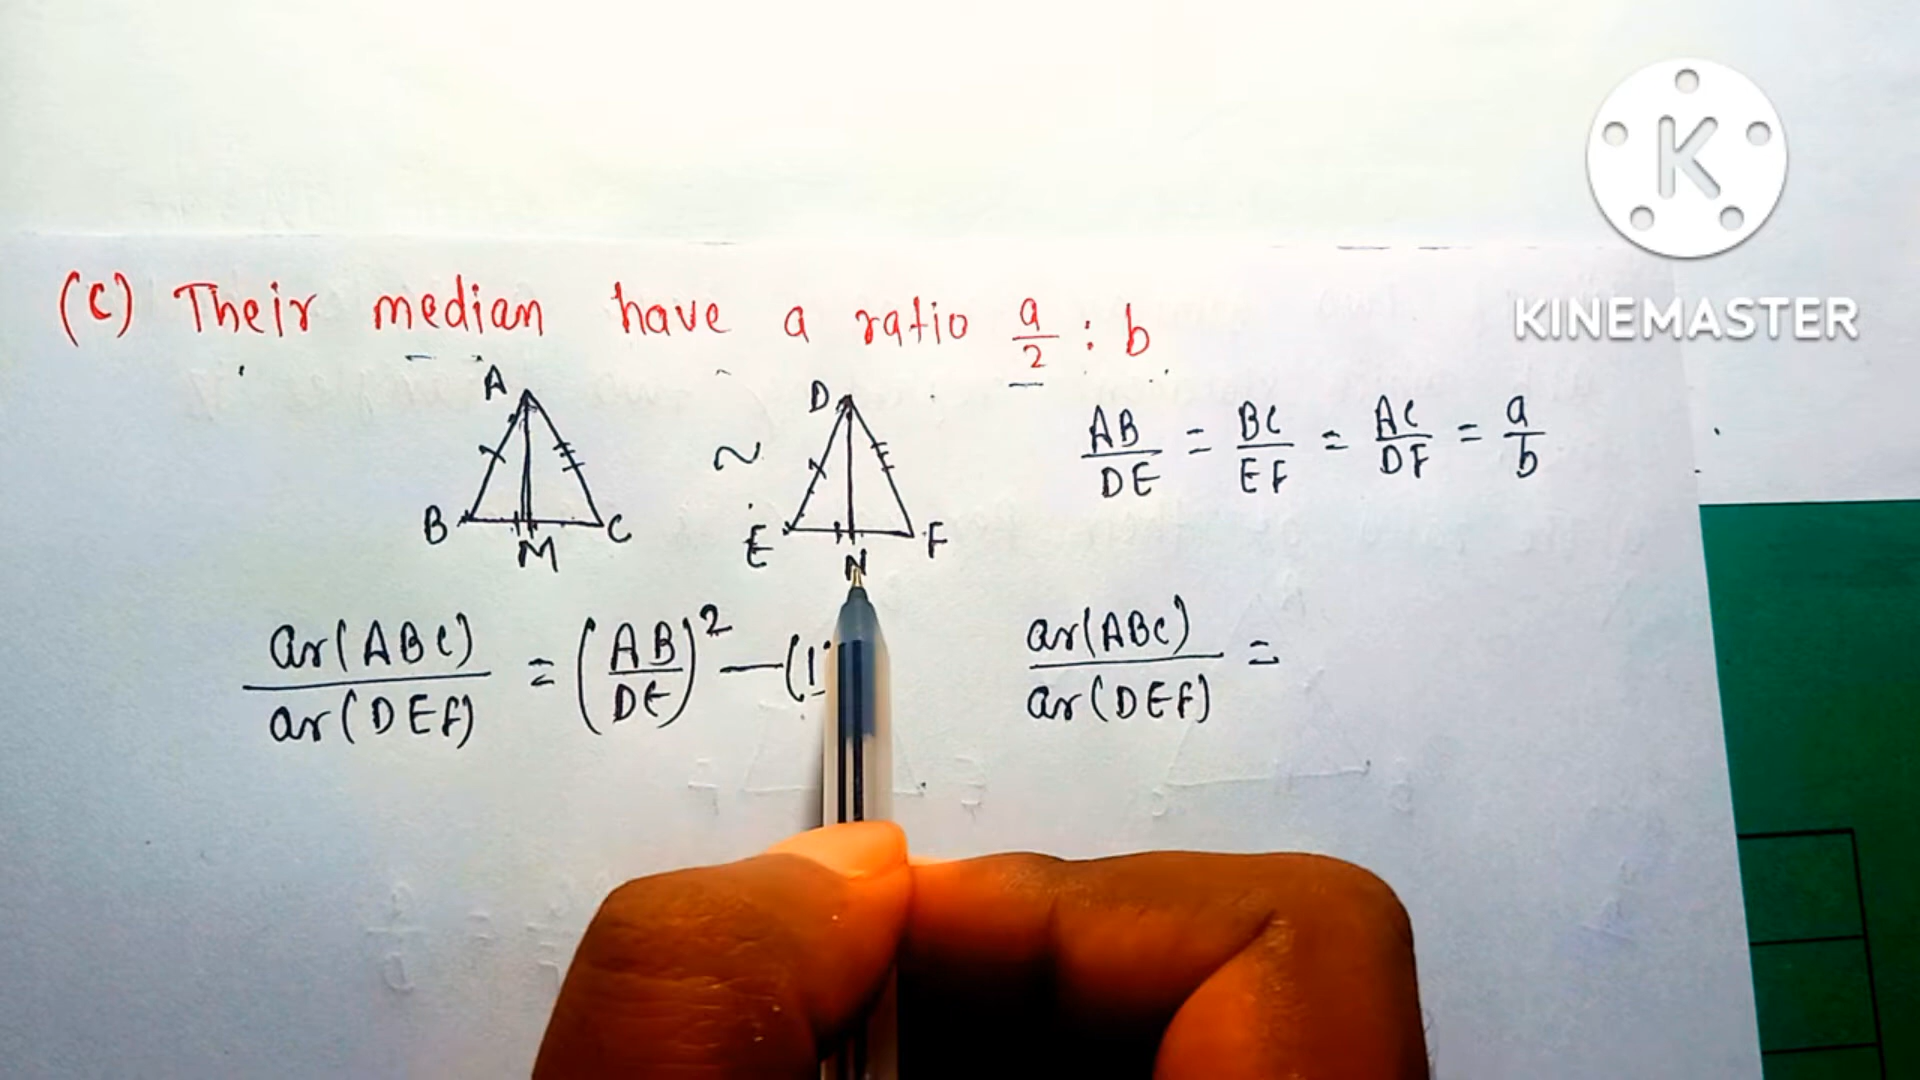 K
KINEMASTER
(C) Their median have a ratio a/2 : b
A
B
M
C
~
D
E
N
F
AB/DE = BC/EF = AC/DF = a/b
ar(ABC)/ar(DEF) = (AB/DE)² —(1
ar(ABC)/ar(DEF) =